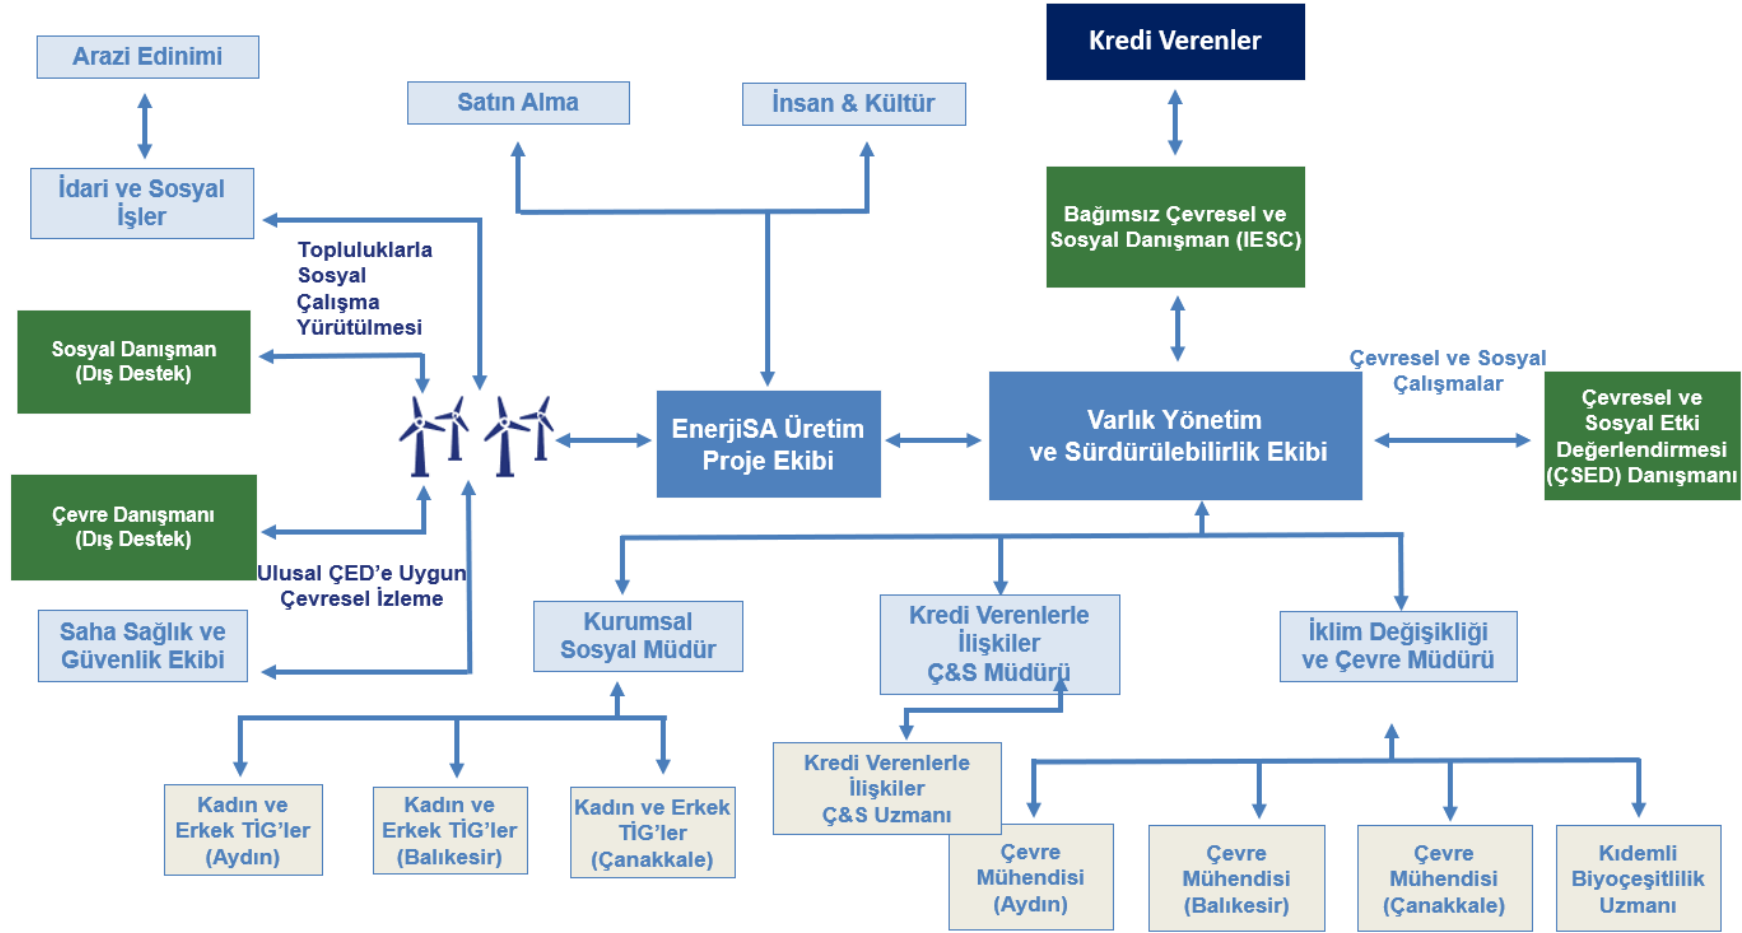 Kredi Verenler
Arazi Edinimi
Satın Alma
İnsan & Kültür
İdari ve Sosyal
İşler
Bağımsız Çevresel ve
Sosyal Danışman (IESC)
Topluluklarla
Sosyal
Çalışma
Yürütülmesi
Sosyal Danışman
(Dış Destek)
Çevresel ve Sosyal
Çalışmalar
EnerjiSA Üretim
Proje Ekibi
Varlık Yönetim
ve Sürdürülebilirlik Ekibi
Çevresel ve
Sosyal Etki
Değerlendirmesi
(ÇSED) Danışmanı
Çevre Danışmanı
(Dış Destek)
Ulusal ÇED’e Uygun
Çevresel İzleme
Saha Sağlık ve
Güvenlik Ekibi
Kurumsal
Sosyal Müdür
Kredi Verenlerle
İlişkiler
Ç&S Müdürü
İklim Değişikliği
ve Çevre Müdürü
Kadın ve
Erkek TİG’ler
(Aydın)
Kadın ve
Erkek TİG’ler
(Balıkesir)
Kadın ve Erkek
TİG’ler
(Çanakkale)
Kredi Verenlerle
İlişkiler
Ç&S Uzmanı
Çevre
Mühendisi
(Aydın)
Çevre
Mühendisi
(Balıkesir)
Çevre
Mühendisi
(Çanakkale)
Kıdemli
Biyoçeşitlilik
Uzmanı